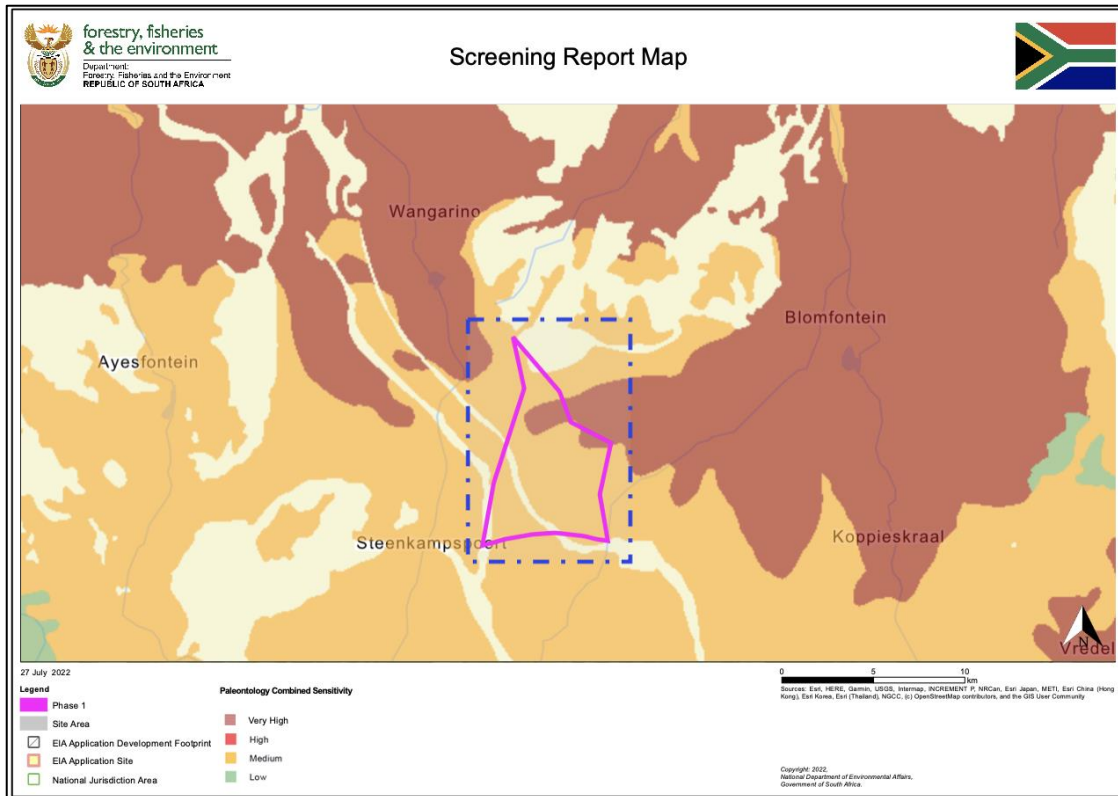 forestry, fisheries
& the environment
Department:
Forestry, Fisheries and the Environment
REPUBLIC OF SOUTH AFRICA
Screening Report Map
Wangarino
Blomfontein
Ayesfontein
Steenkampspoort
Koppieskraal
Vredel
N
27 July 2022
Legend
Phase 1
Site Area
EIA Application Development Footprint
EIA Application Site
National Jurisdiction Area
Paleontology Combined Sensitivity
Very High
High
Medium
Low
0 5 10
km
Sources: Esri, HERE, Garmin, USGS, Intermap, INCREMENT P, NRCan, Esri Japan, METI, Esri China (Hong
Kong), Esri Korea, Esri (Thailand), NGCC, (c) OpenStreetMap contributors, and the GIS User Community
Copyright: 2022,
National Department of Environmental Affairs,
Government of South Africa.